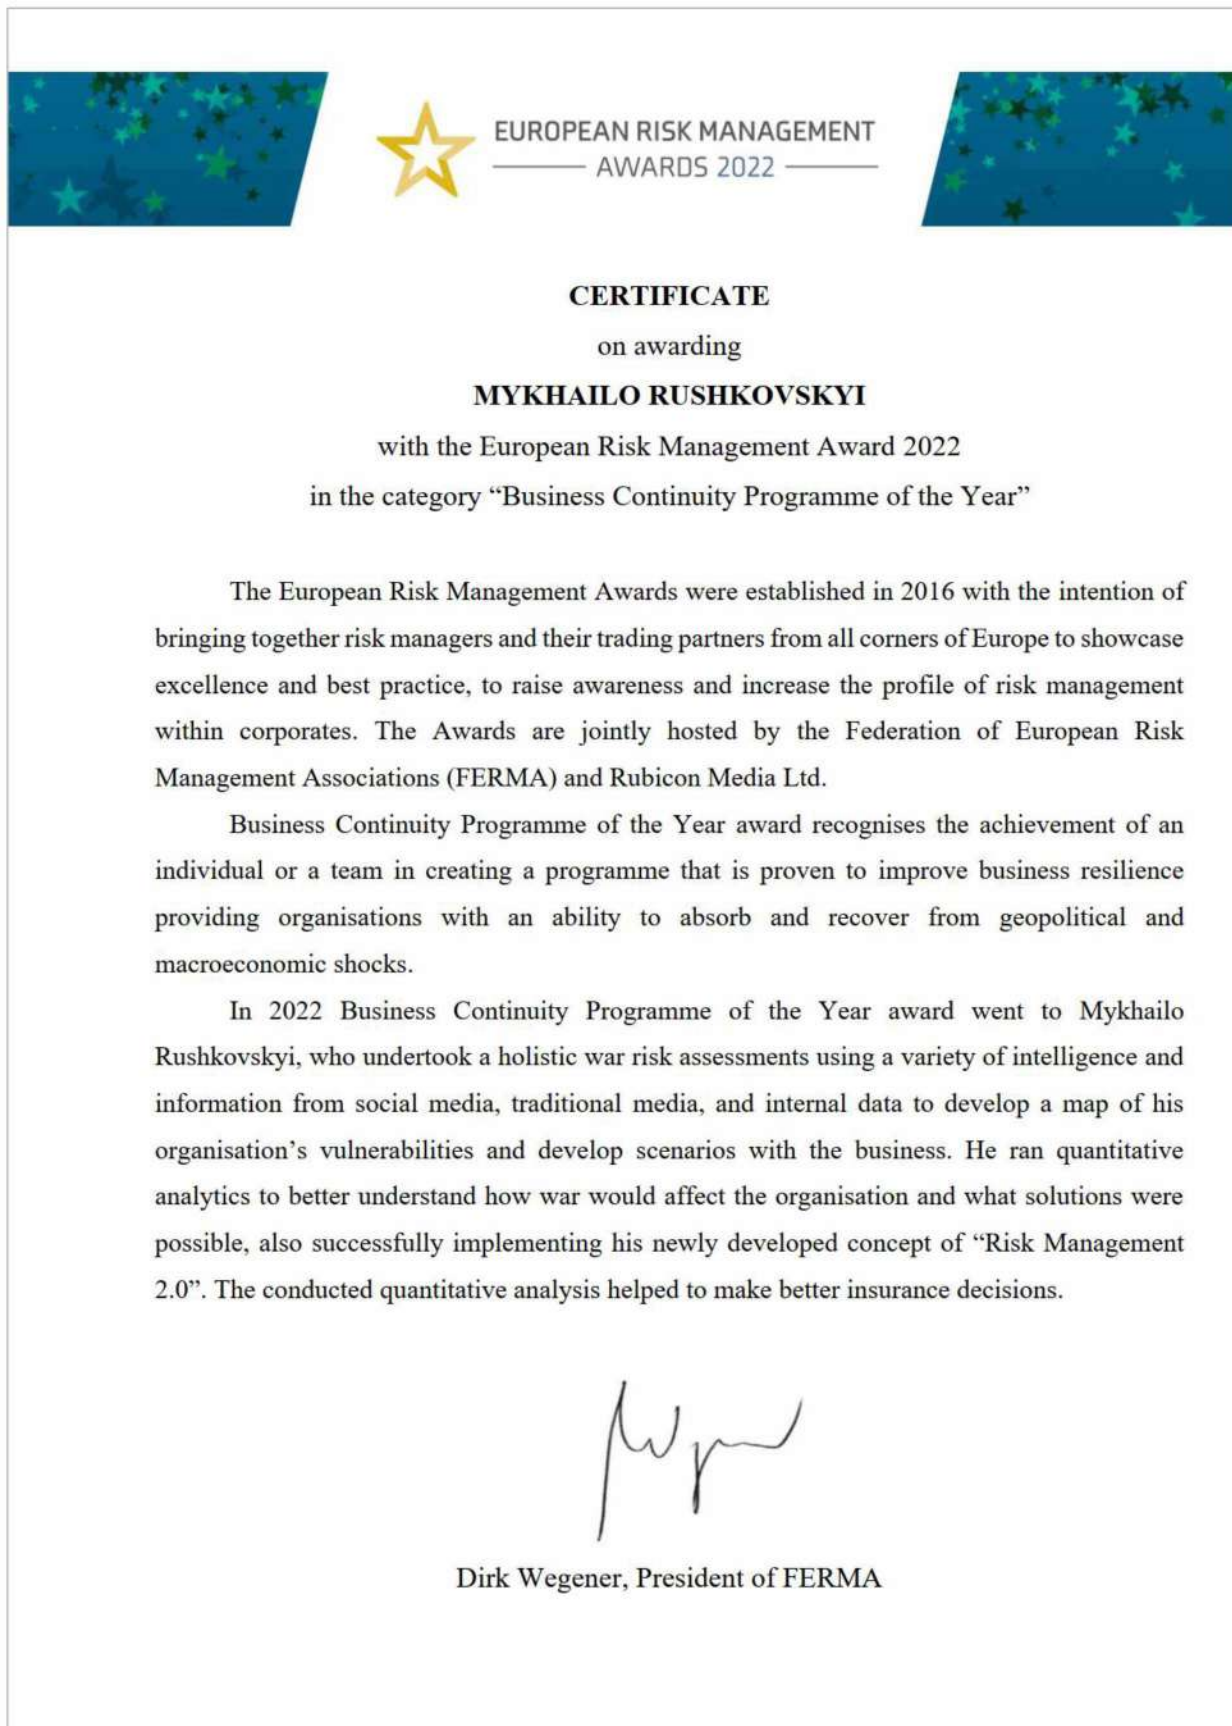 EUROPEAN RISK MANAGEMENT
AWARDS 2022
CERTIFICATE
on awarding
MYKHAILO RUSHKOVSKYI
with the European Risk Management Award 2022
in the category “Business Continuity Programme of the Year”
The European Risk Management Awards were established in 2016 with the intention of
bringing together risk managers and their trading partners from all corners of Europe to showcase
excellence and best practice, to raise awareness and increase the profile of risk management
within corporates. The Awards are jointly hosted by the Federation of European Risk
Management Associations (FERMA) and Rubicon Media Ltd.
Business Continuity Programme of the Year award recognises the achievement of an
individual or a team in creating a programme that is proven to improve business resilience
providing organisations with an ability to absorb and recover from geopolitical and
macroeconomic shocks.
In 2022 Business Continuity Programme of the Year award went to Mykhailo
Rushkovskyi, who undertook a holistic war risk assessments using a variety of intelligence and
information from social media, traditional media, and internal data to develop a map of his
organisation’s vulnerabilities and develop scenarios with the business. He ran quantitative
analytics to better understand how war would affect the organisation and what solutions were
possible, also successfully implementing his newly developed concept of “Risk Management
2.0”. The conducted quantitative analysis helped to make better insurance decisions.
Dirk Wegener, President of FERMA